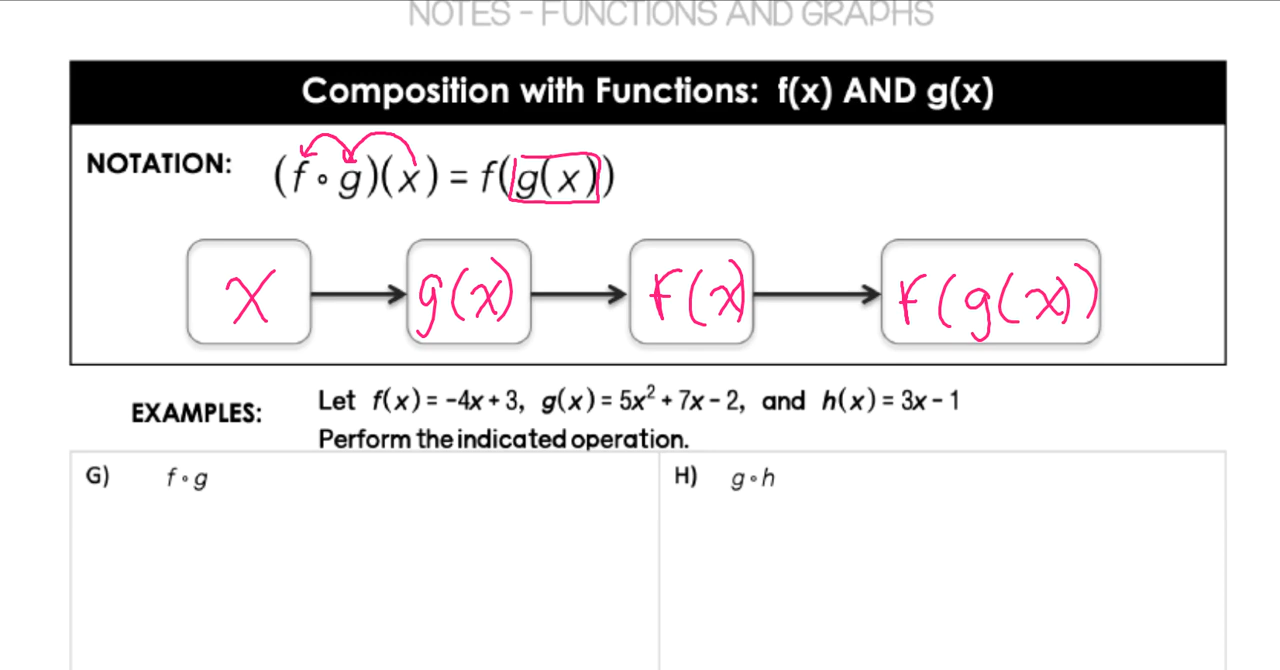 NOTES - FUNCTIONS AND GRAPHS
Composition with Functions: f(x) AND g(x)
NOTATION: (f∘g)(x) = f(g(x))
X g(x) F(x) F(g(x))
EXAMPLES: Let f(x) = -4x + 3, g(x) = 5x² + 7x - 2, and h(x) = 3x - 1
Perform the indicated operation.
G) f∘g H) g∘h